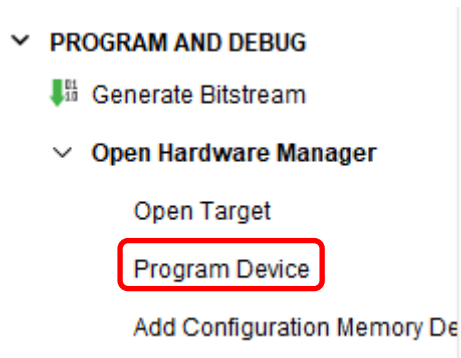 PROGRAM AND DEBUG
Generate Bitstream
Open Hardware Manager
Open Target
Program Device
Add Configuration Memory De